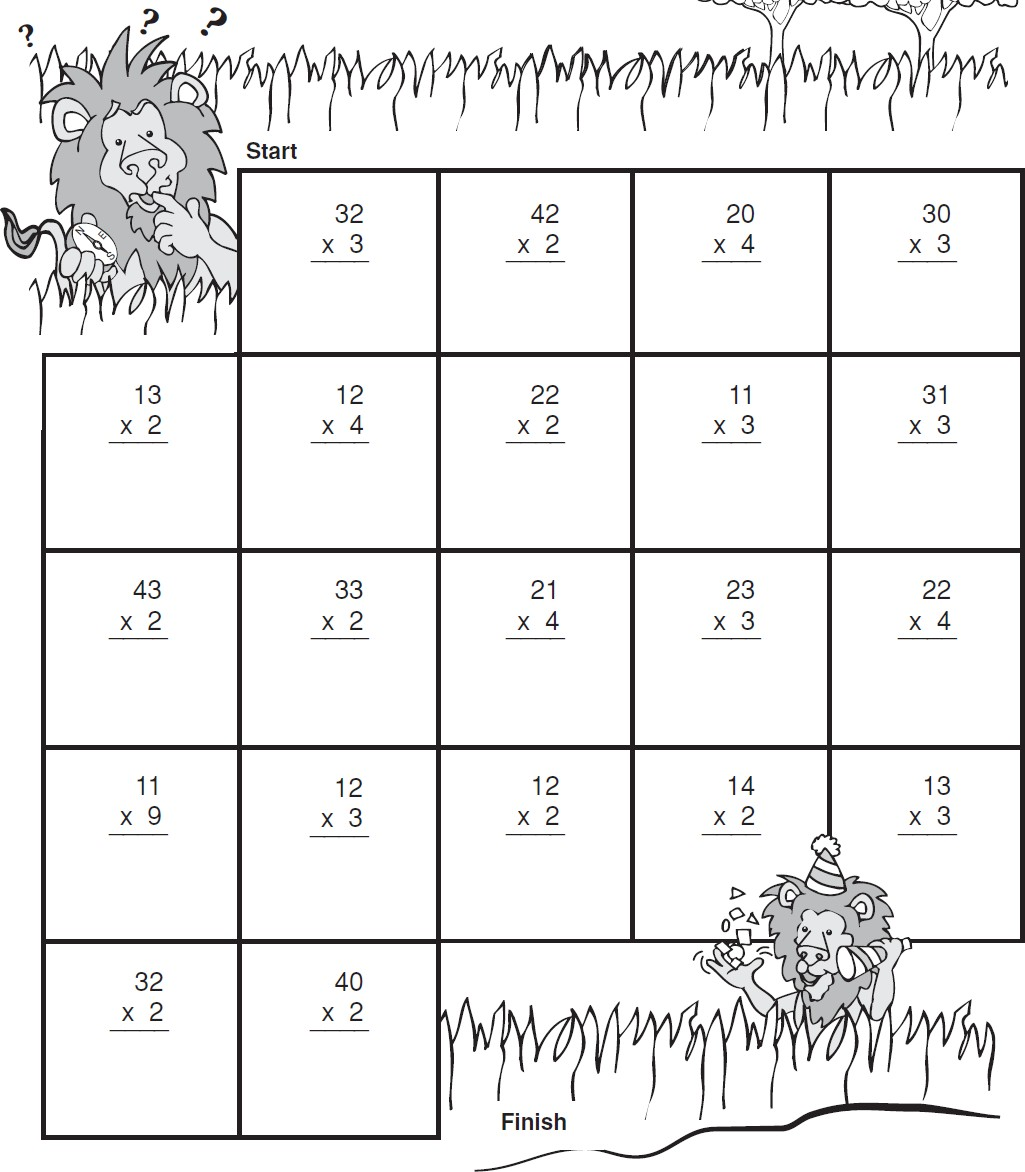 ? ? ?
Start
32 42 20 30
x 3 x 2 x 4 x 3
13 12 22 11 31
x 2 x 4 x 2 x 3 x 3
43 33 21 23 22
x 2 x 2 x 4 x 3 x 4
11 12 12 14 13
x 9 x 3 x 2 x 2 x 3
32 40
x 2 x 2
Finish
N
E
S